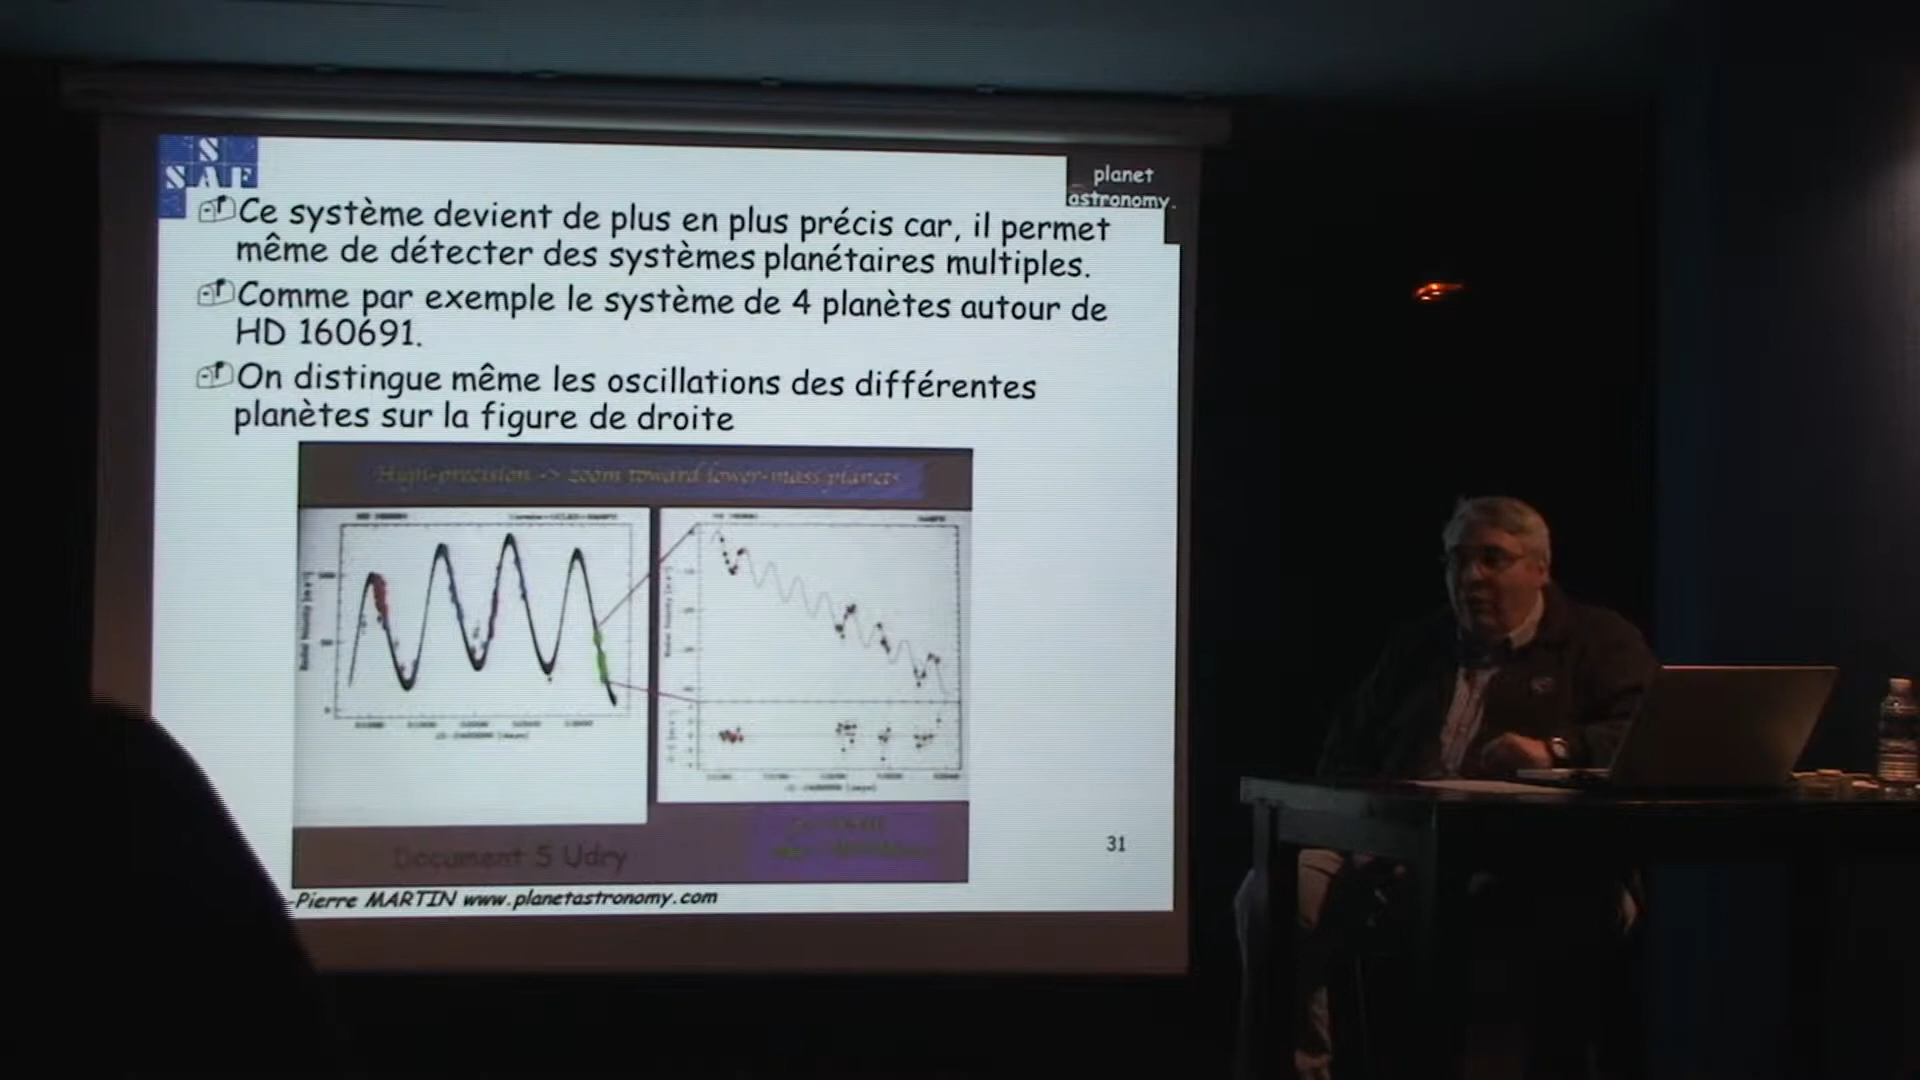 S
SAF
planet
astronomy.
Ce système devient de plus en plus précis car, il permet
même de détecter des systèmes planétaires multiples.
Comme par exemple le système de 4 planètes autour de
HD 160691.
On distingue même les oscillations des différentes
planètes sur la figure de droite
High-precision -> zoom toward lower-mass planets
Document S Udry
31
-Pierre MARTIN www.planetastronomy.com